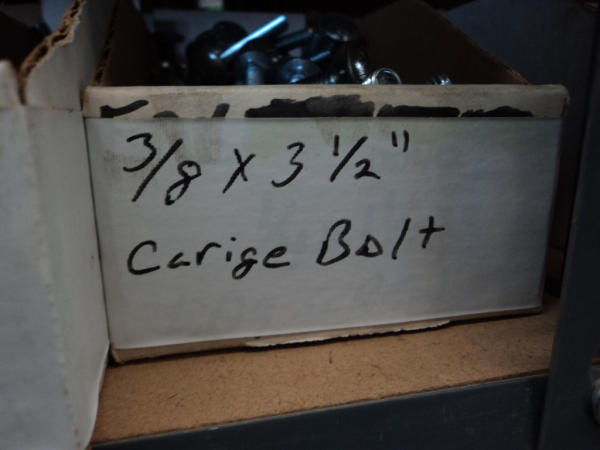 3/8 X 3 1/2"
Carige Bolt